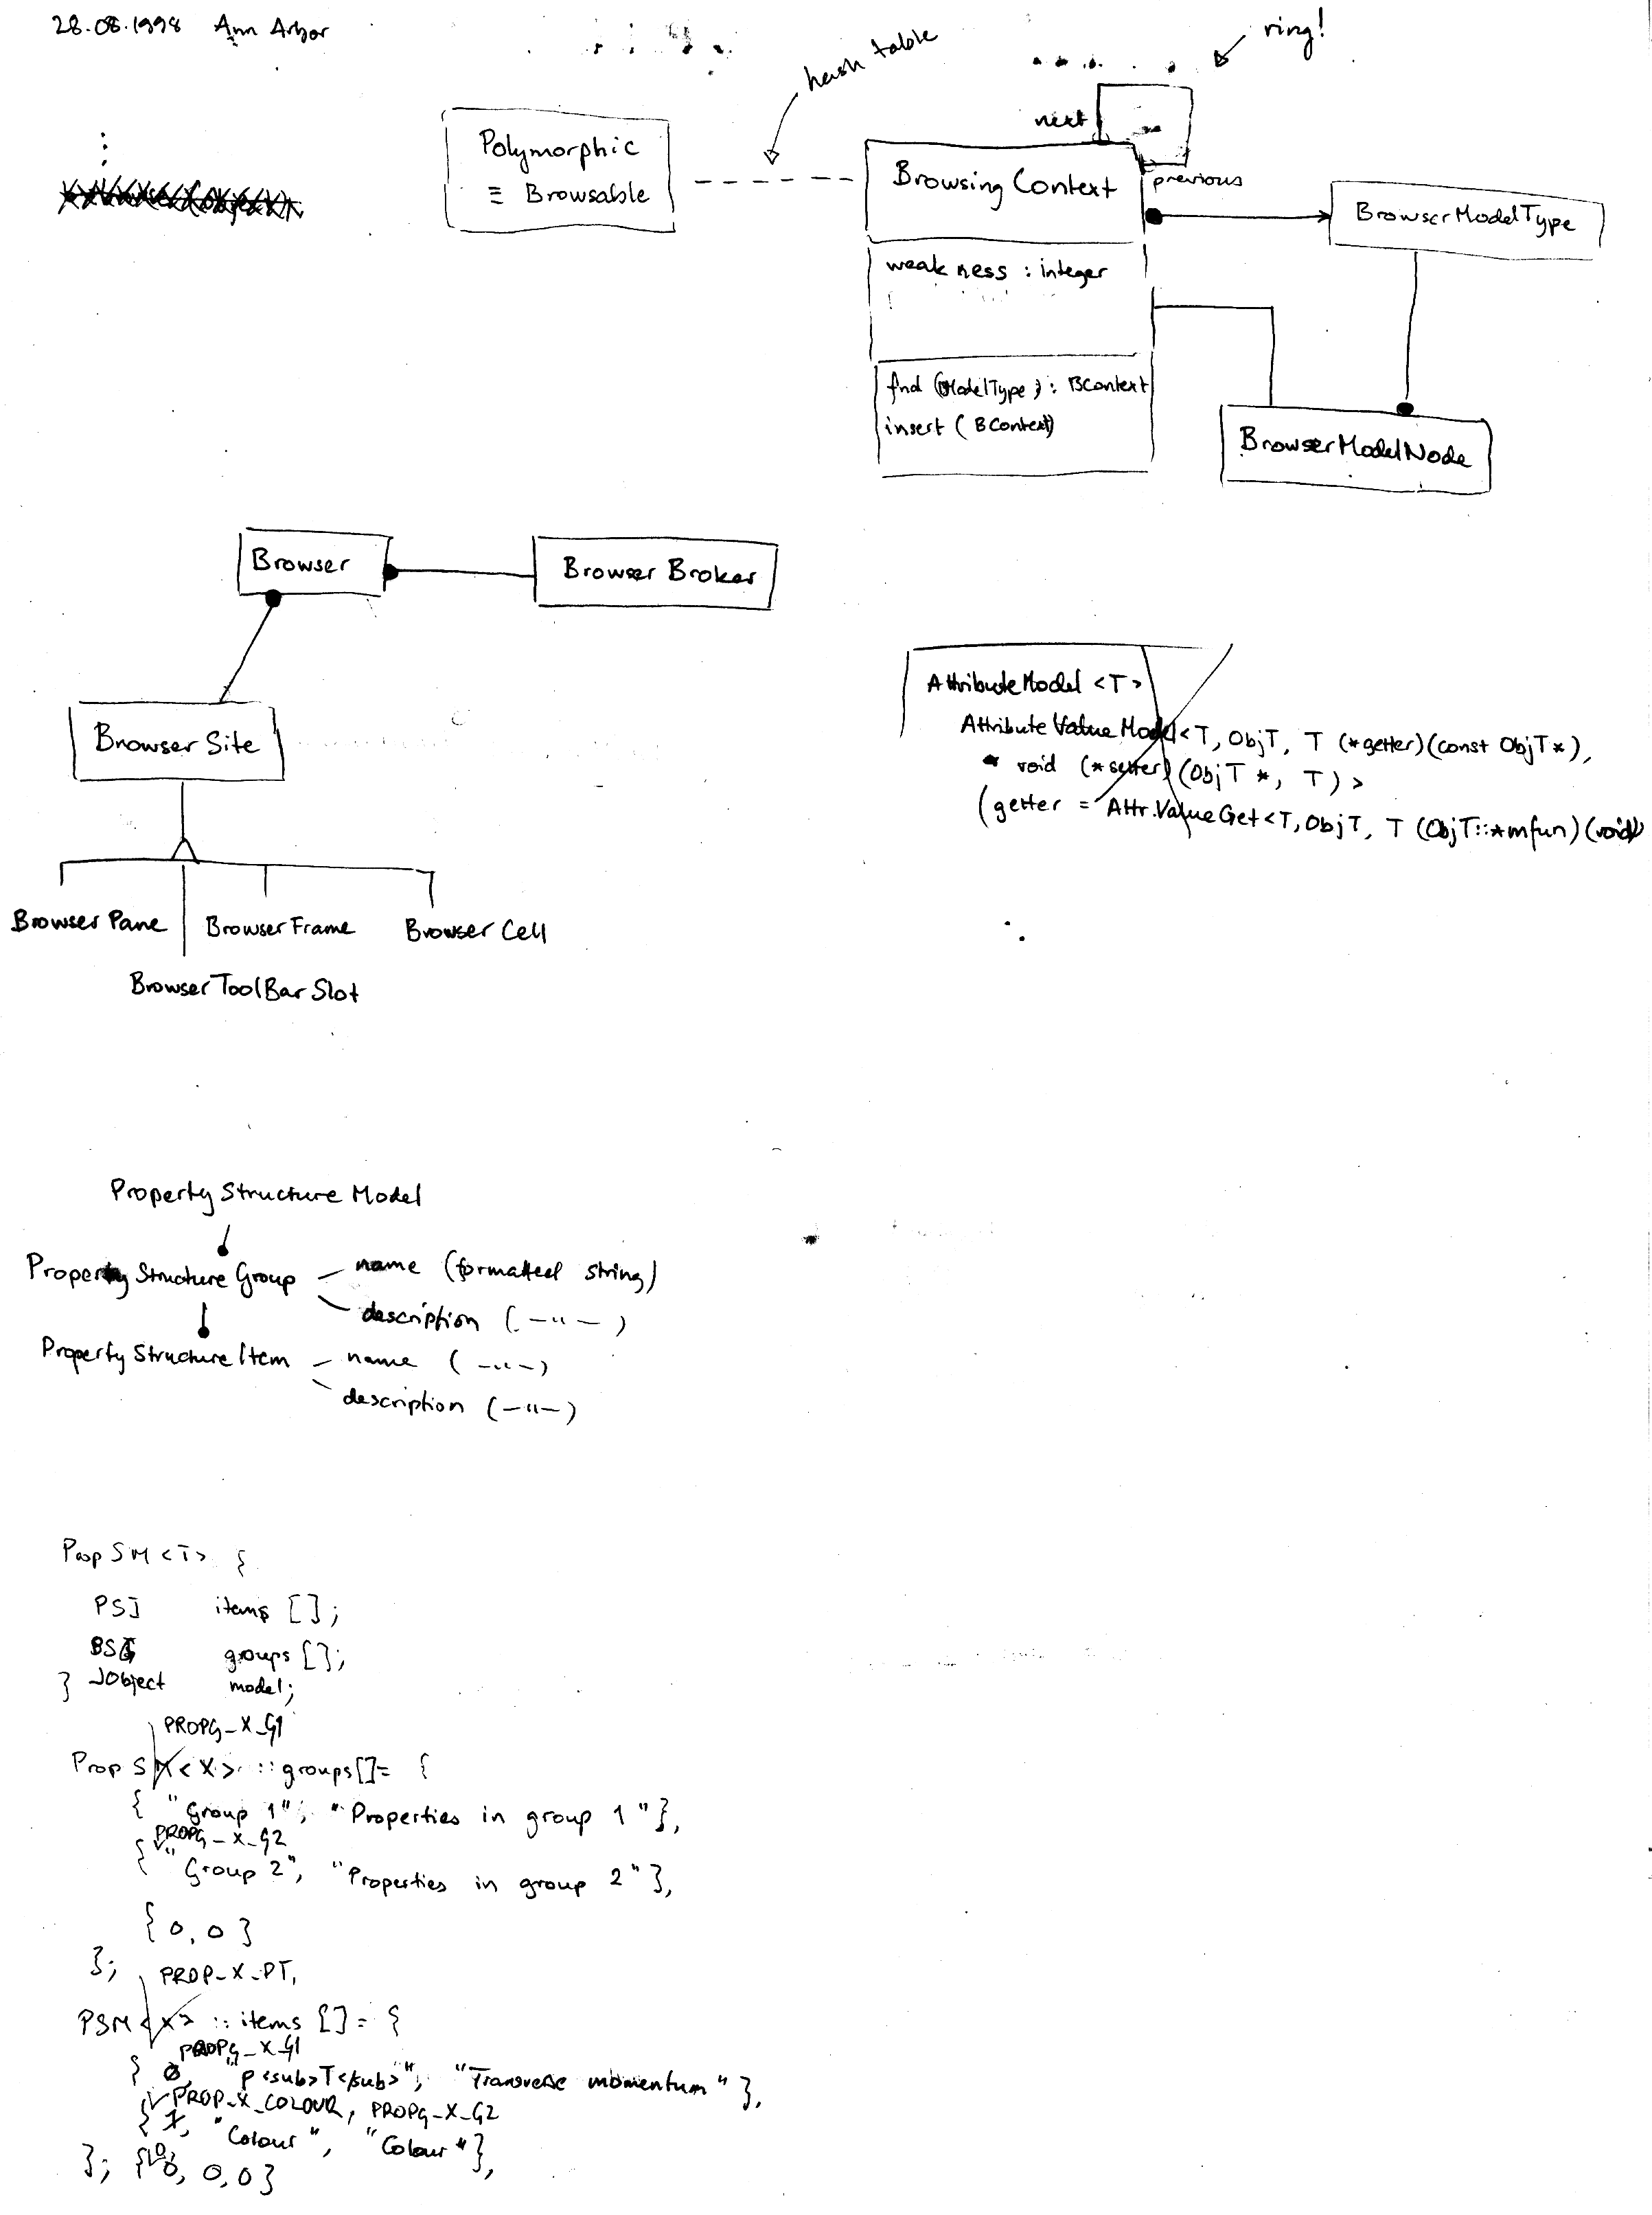 28.08.1998 Ann Arbor
ring!
hash table
next
Polymorphic
≡ Browsable
Browsing Context
previous
BrowserModelType
weakness : integer
find (ModelType) : BContext
insert (BContext)
BrowserModelNode
Browser
Browser Broker
AttributeModel <T>
Attribute Value Model<T, ObjT, T (*getter)(const ObjT*),
void (*setter)(ObjT *, T)>
(getter = Attr.ValueGet<T, ObjT, T (ObjT::*mfun)(void)
Browser Site
Browser Pane
Browser Frame
Browser Cell
Browser ToolBar Slot
Property Structure Model
Property Structure Group – name (formatted string)
description ( –"– )
Property Structure Item – name ( –"– )
description ( –"– )
Prop SM <T> {
PSI items [];
PSG groups [];
} JObject model;
PROPG_X_G1
Prop SM<X> ::groups[]= {
{ "Group 1", "Properties in group 1"},
PROPG_X_G2
{ "Group 2", "Properties in group 2"},
{0, 0}
};
PROP_X_PT,
PSM <X> :: items []= {
PROPG_X_G1
{ 0, "p<sub>T</sub>", "Transverse momentum"},
PROP_X_COLOUR, PROPG_X_G2
{ 1, "Colour", "Colour"},
}; {0, 0, 0}